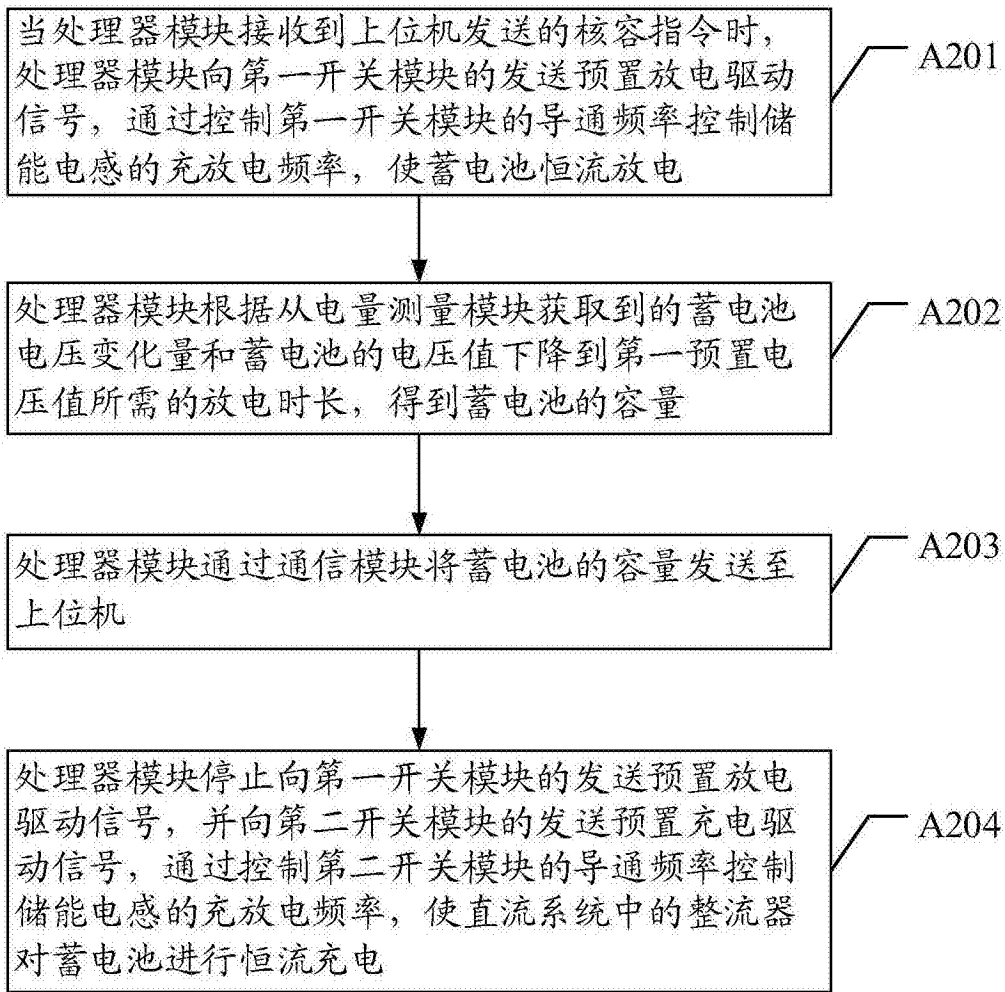 当处理器模块接收到上位机发送的核容指令时，
处理器模块向第一开关模块的发送预置放电驱动
信号，通过控制第一开关模块的导通频率控制储
能电感的充放电频率，使蓄电池恒流放电
A201
处理器模块根据从电量测量模块获取到的蓄电池
电压变化量和蓄电池的电压值下降到第一预置电
压值所需的放电时长，得到蓄电池的容量
A202
处理器模块通过通信模块将蓄电池的容量发送至
上位机
A203
处理器模块停止向第一开关模块的发送预置放电
驱动信号，并向第二开关模块的发送预置充电驱
动信号，通过控制第二开关模块的导通频率控制
储能电感的充放电频率，使直流系统中的整流器
对蓄电池进行恒流充电
A204